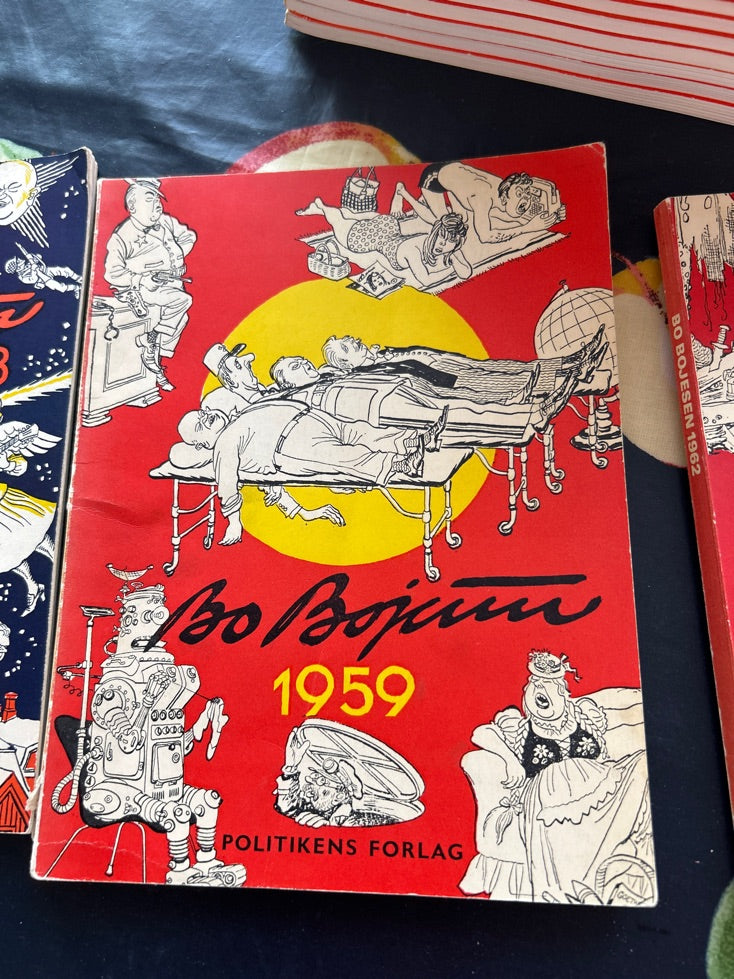 Bo Bojesen
1959
POLITIKENS FORLAG
BO BOJESEN 1962